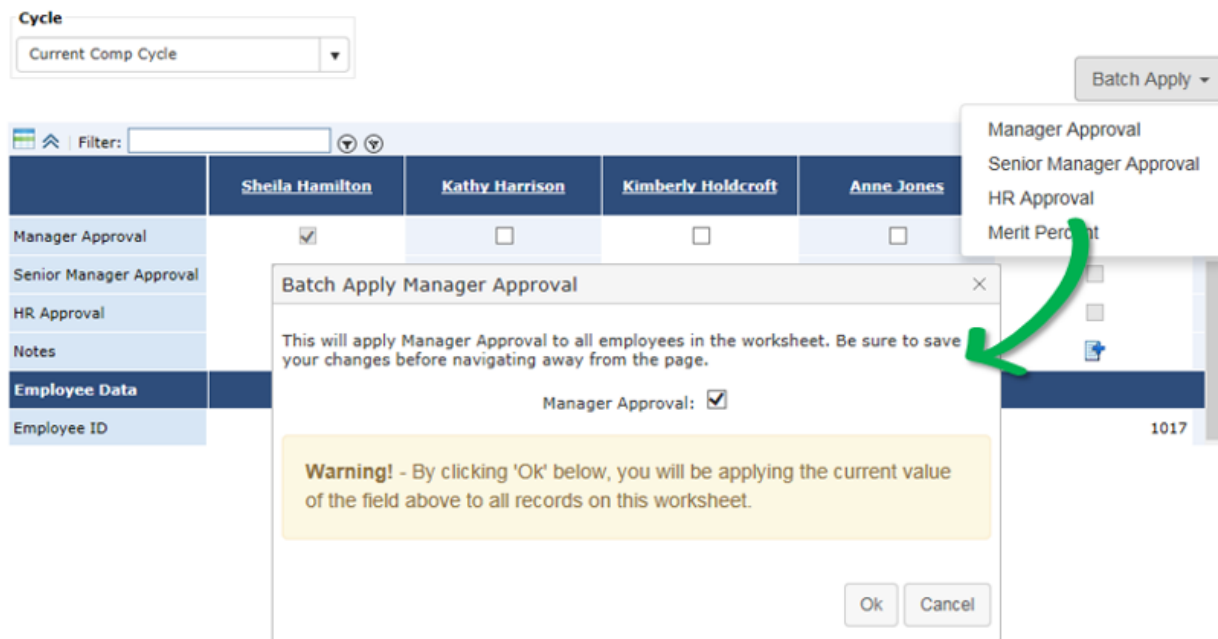 Cycle
Current Comp Cycle
Batch Apply
Manager Approval
Senior Manager Approval
HR Approval
Merit Percent
Filter:
Sheila Hamilton Kathy Harrison Kimberly Holdcroft Anne Jones
Manager Approval
Senior Manager Approval
HR Approval
Notes
Employee Data
Employee ID 1017
Batch Apply Manager Approval
This will apply Manager Approval to all employees in the worksheet. Be sure to save
your changes before navigating away from the page.
Manager Approval:
Warning! - By clicking 'Ok' below, you will be applying the current value
of the field above to all records on this worksheet.
Ok Cancel